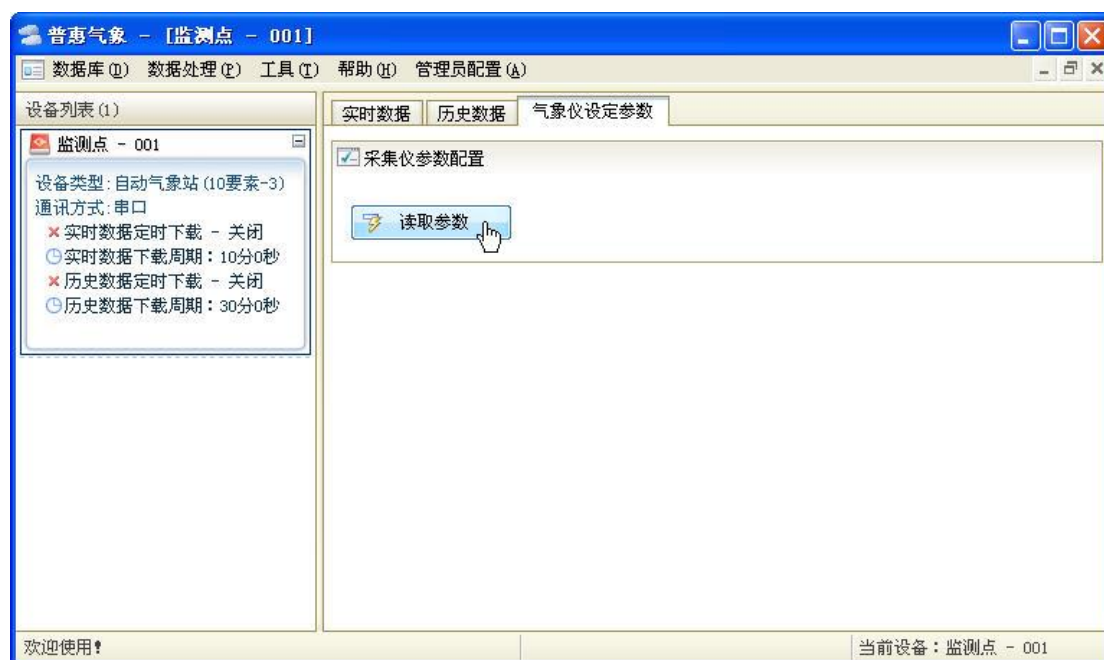 普惠气象 - [监测点 - 001]
数据库(D) 数据处理(P) 工具(T) 帮助(H) 管理员配置(A)
设备列表(1)
监测点 - 001
设备类型:自动气象站(10要素-3)
通讯方式:串口
实时数据定时下载 - 关闭
实时数据下载周期：10分0秒
历史数据定时下载 - 关闭
历史数据下载周期：30分0秒
实时数据 历史数据 气象仪设定参数
采集仪参数配置
读取参数
欢迎使用! 当前设备：监测点 - 001